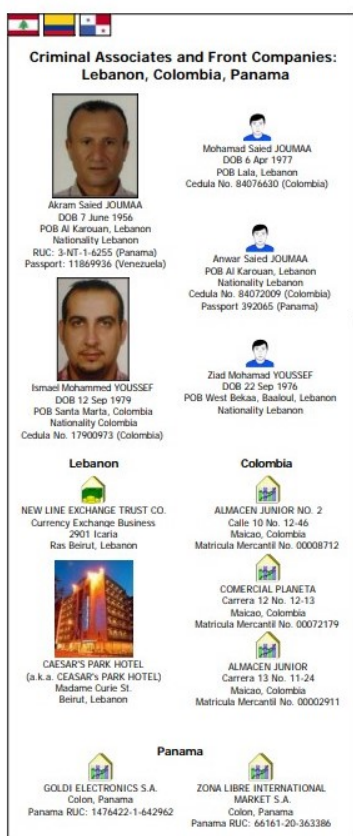 Criminal Associates and Front Companies:
Lebanon, Colombia, Panama
Akram Saied JOUMAA
DOB 7 June 1956
POB Al Karouan, Lebanon
Nationality Lebanon
RUC: 3-NT-1-6255 (Panama)
Passport: 11869936 (Venezuela)
Mohamad Saied JOUMAA
DOB 6 Apr 1977
POB Lala, Lebanon
Cedula No. 84076630 (Colombia)
Anwar Saied JOUMAA
POB Al Karouan, Lebanon
Nationality Lebanon
Cedula No. 84072009 (Colombia)
Passport 392065 (Panama)
Ismael Mohammed YOUSSEF
DOB 12 Sep 1979
POB Santa Marta, Colombia
Nationality Colombia
Cedula No. 17900973 (Colombia)
Ziad Mohamad YOUSSEF
DOB 22 Sep 1976
POB West Bekaa, Baaloul, Lebanon
Nationality Lebanon
Lebanon
NEW LINE EXCHANGE TRUST CO.
Currency Exchange Business
2901 Icaria
Ras Beirut, Lebanon
CAESAR'S PARK HOTEL
(a.k.a. CEASAR's PARK HOTEL)
Madame Curie St.
Beirut, Lebanon
Colombia
ALMACEN JUNIOR NO. 2
Calle 10 No. 12-46
Maicao, Colombia
Matricula Mercantil No. 00008712
COMERCIAL PLANETA
Carrera 12 No. 12-13
Maicao, Colombia
Matricula Mercantil No. 00072179
ALMACEN JUNIOR
Carrera 13 No. 11-24
Maicao, Colombia
Matricula Mercantil No. 00002911
Panama
GOLDI ELECTRONICS S.A.
Colon, Panama
Panama RUC: 1476422-1-642962
ZONA LIBRE INTERNATIONAL
MARKET S.A.
Colon, Panama
Panama RUC: 66161-20-363386